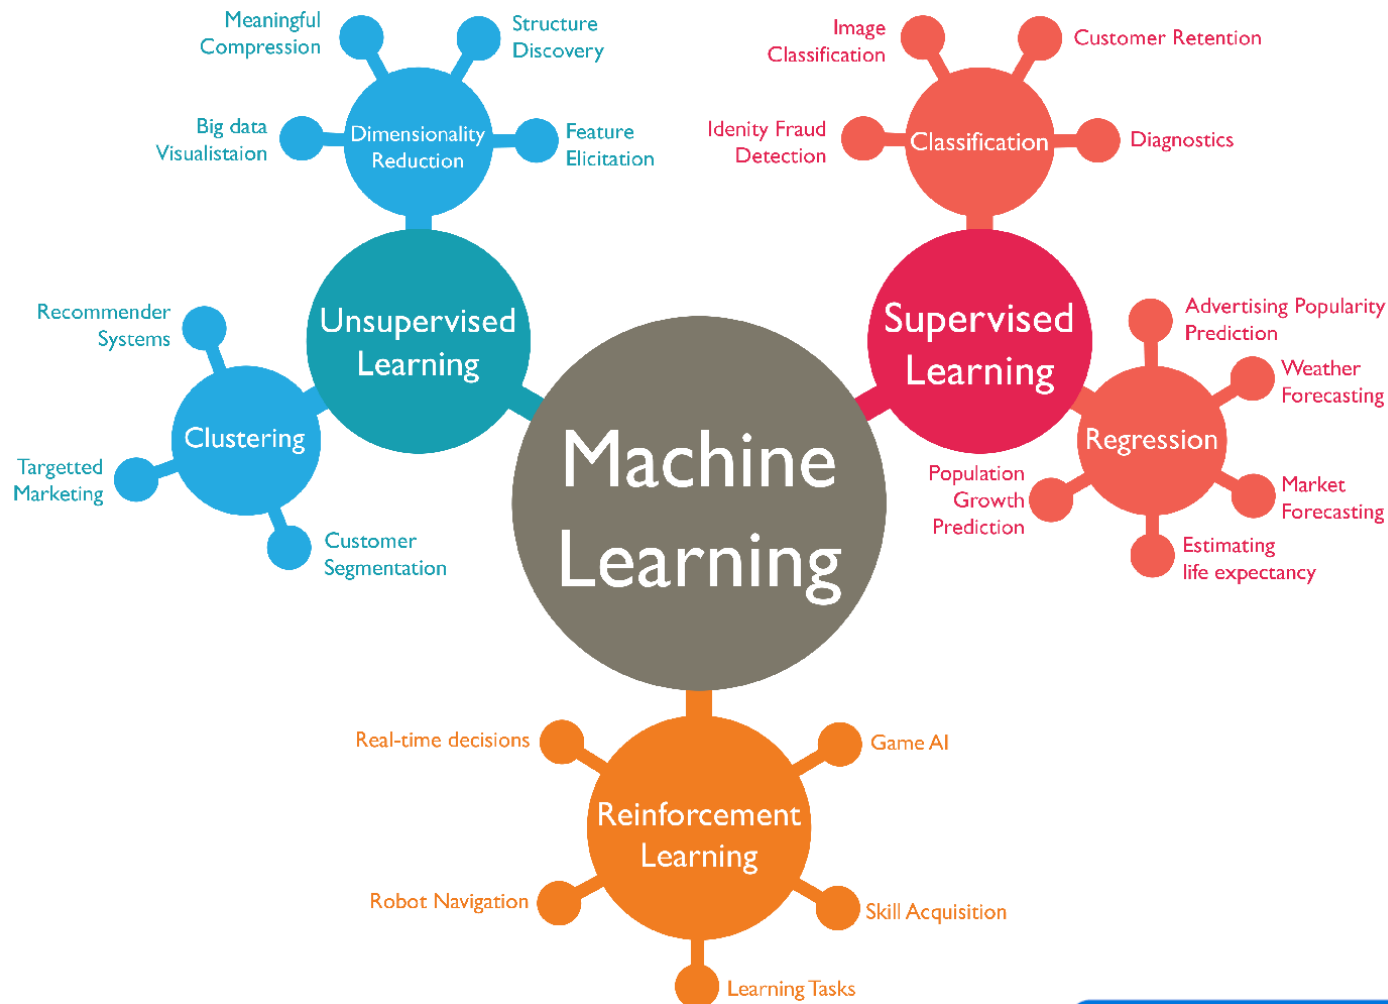 Meaningful
Compression
Structure
Discovery
Big data
Visualistaion
Dimensionality
Reduction
Feature
Elicitation
Image
Classification
Customer Retention
Idenity Fraud
Detection
Classification
Diagnostics
Unsupervised
Learning
Supervised
Learning
Recommender
Systems
Clustering
Targetted
Marketing
Customer
Segmentation
Advertising Popularity
Prediction
Weather
Forecasting
Regression
Population
Growth
Prediction
Market
Forecasting
Estimating
life expectancy
Machine
Learning
Real-time decisions
Game AI
Reinforcement
Learning
Robot Navigation
Skill Acquisition
Learning Tasks